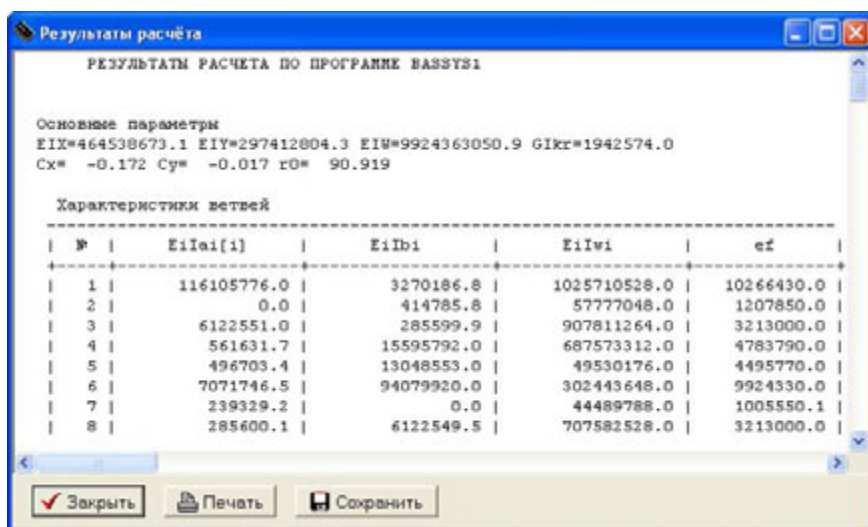 Результаты расчёта
РЕЗУЛЬТАТЫ РАСЧЕТА ПО ПРОГРАММЕ BASSYS1
Основные параметры
EIX=464538673.1 EIY=297412804.3 EIW=9924363050.9 GIkr=1942574.0
Cx= -0.172 Cy= -0.017 r0= 90.919
Характеристики ветвей
| № | EiIai[i] | EiIbi | EiIwi | ef |
| 1 | 116105776.0 | 3270186.8 | 1025710528.0 | 10266430.0 |
| 2 | 0.0 | 414785.8 | 57777048.0 | 1207850.0 |
| 3 | 6122551.0 | 285599.9 | 907811264.0 | 3213000.0 |
| 4 | 561631.7 | 15595792.0 | 687573312.0 | 4783790.0 |
| 5 | 496703.4 | 13048553.0 | 49530176.0 | 4495770.0 |
| 6 | 7071746.5 | 94079920.0 | 302443648.0 | 9924330.0 |
| 7 | 239329.2 | 0.0 | 44489788.0 | 1005550.1 |
| 8 | 285600.1 | 6122549.5 | 707582528.0 | 3213000.0 |
Закрыть Печать Сохранить